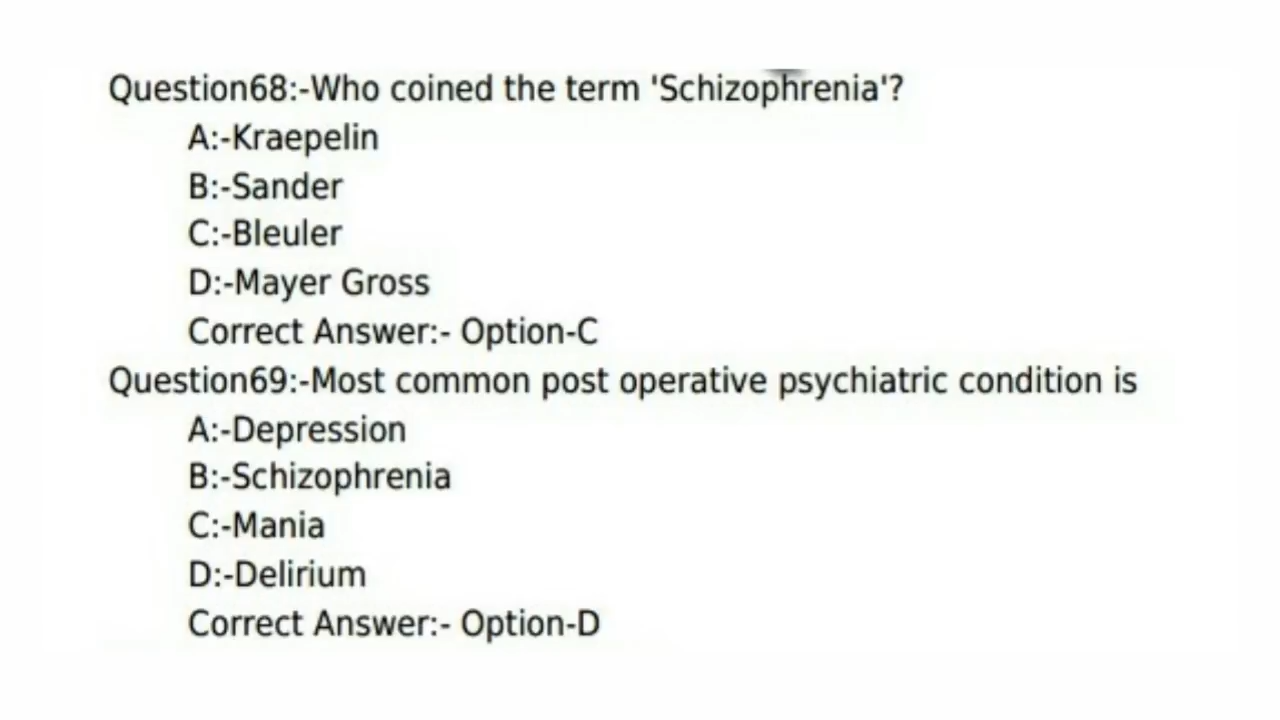 Question68:-Who coined the term 'Schizophrenia'?
A:-Kraepelin
B:-Sander
C:-Bleuler
D:-Mayer Gross
Correct Answer:- Option-C
Question69:-Most common post operative psychiatric condition is
A:-Depression
B:-Schizophrenia
C:-Mania
D:-Delirium
Correct Answer:- Option-D